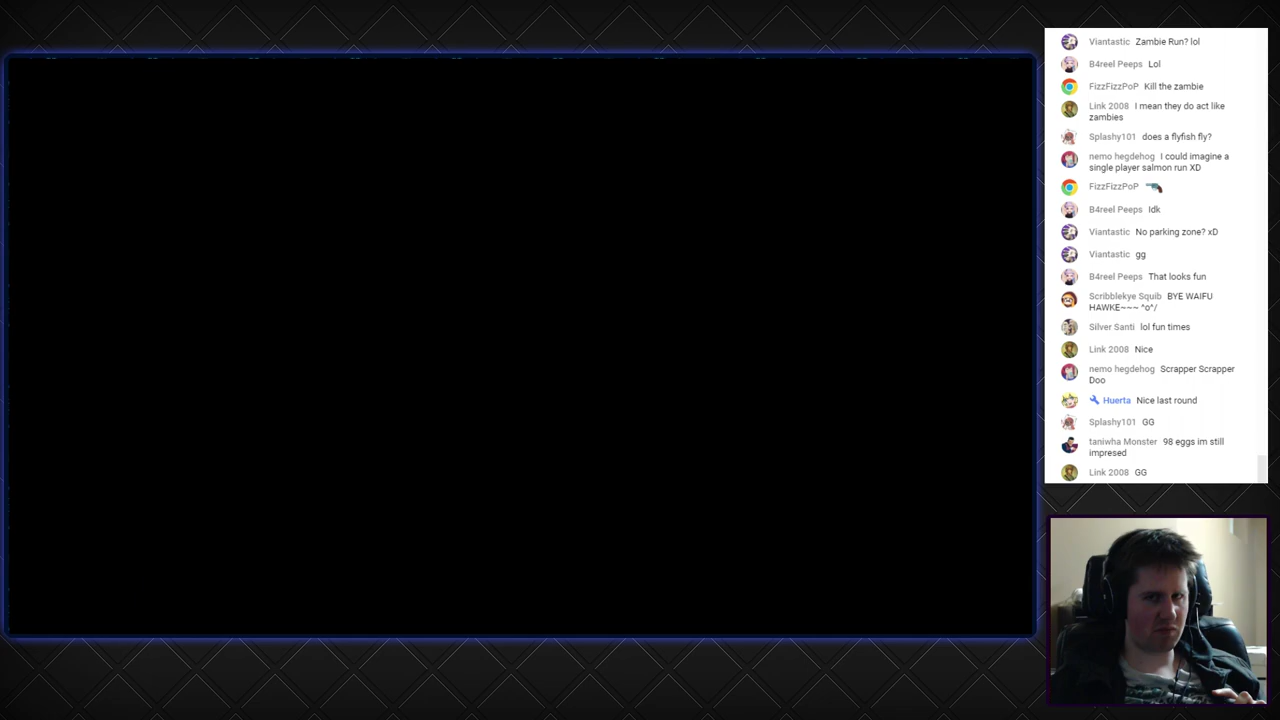 Viantastic Zambie Run? lol
B4reel Peeps Lol
FizzFizzPoP Kill the zambie
Link 2008 I mean they do act like
zambies
Splashy101 does a flyfish fly?
nemo hegdehog I could imagine a
single player salmon run XD
FizzFizzPoP
B4reel Peeps Idk
Viantastic No parking zone? xD
Viantastic gg
B4reel Peeps That looks fun
Scribblekye Squib BYE WAIFU
HAWKE~~~ ^o^/
Silver Santi lol fun times
Link 2008 Nice
nemo hegdehog Scrapper Scrapper
Doo
Huerta Nice last round
Splashy101 GG
taniwha Monster 98 eggs im still
impresed
Link 2008 GG